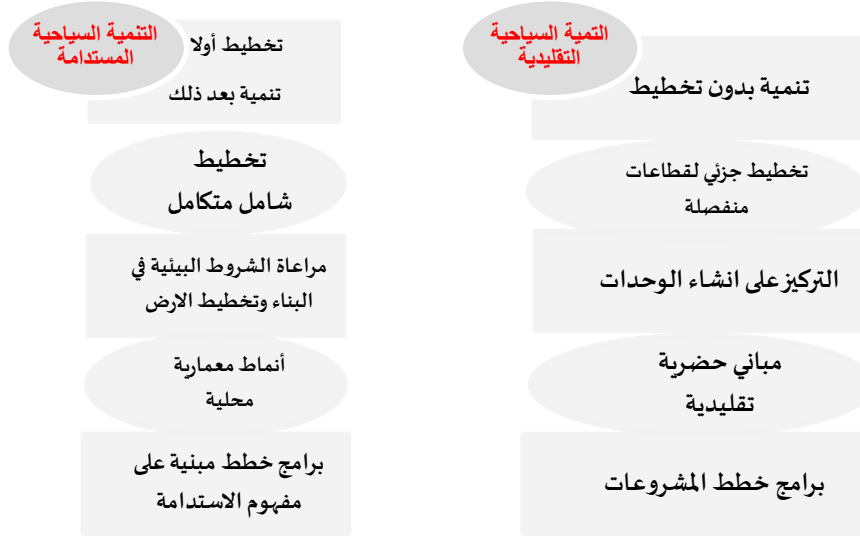 التمية السياحية
التقليدية
تنمية بدون تخطيط
تخطيط جزئي لقطاعات
منفصلة
التركيز على انشاء الوحدات
مباني حضرية
تقليدية
برامج خطط المشروعات
التنمية السياحية
المستدامة
تخطيط أولا
تنمية بعد ذلك
تخطيط
شامل متكامل
مراعاة الشروط البيئية في
البناء وتخطيط الارض
أنماط معمارية
محلية
برامج خطط مبنية على
مفهوم الاستدامة